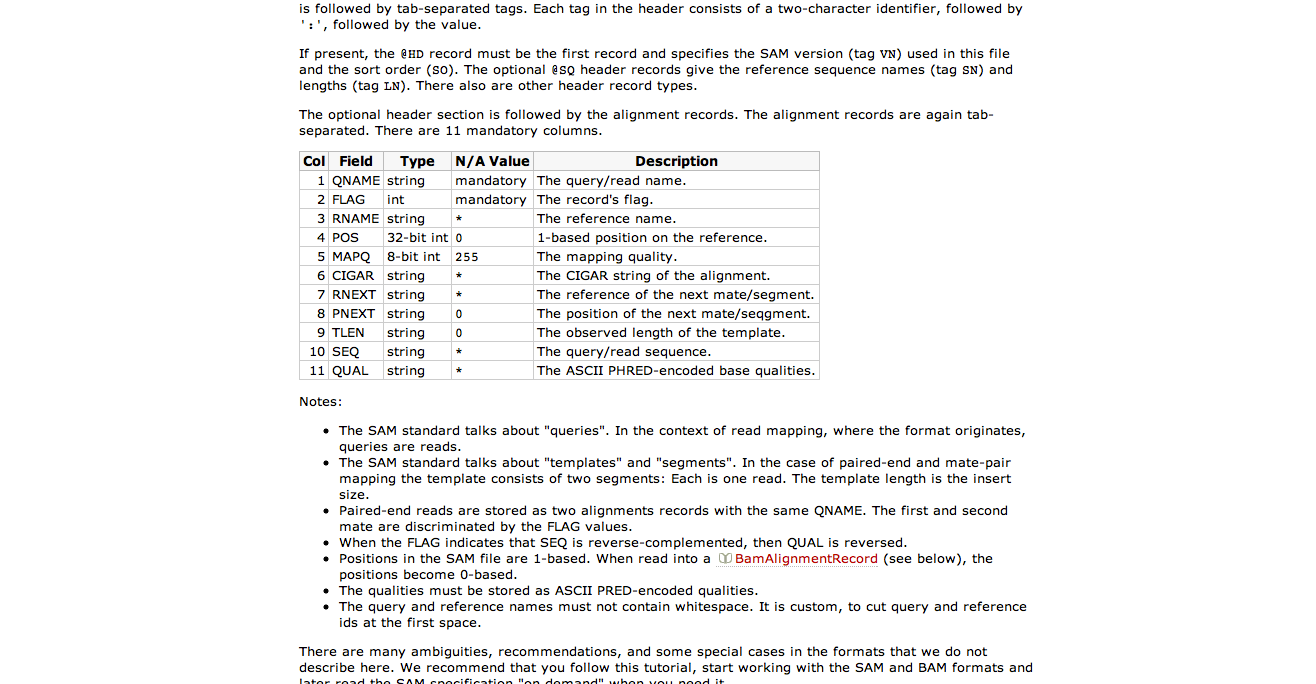 is followed by tab-separated tags. Each tag in the header consists of a two-character identifier, followed by
':', followed by the value.
If present, the @HD record must be the first record and specifies the SAM version (tag VN) used in this file
and the sort order (SO). The optional @SQ header records give the reference sequence names (tag SN) and
lengths (tag LN). There also are other header record types.
The optional header section is followed by the alignment records. The alignment records are again tab-
separated. There are 11 mandatory columns.
Col Field Type N/A Value Description
1 QNAME string mandatory The query/read name.
2 FLAG int mandatory The record's flag.
3 RNAME string * The reference name.
4 POS 32-bit int 0 1-based position on the reference.
5 MAPQ 8-bit int 255 The mapping quality.
6 CIGAR string * The CIGAR string of the alignment.
7 RNEXT string * The reference of the next mate/segment.
8 PNEXT string 0 The position of the next mate/seqgment.
9 TLEN string 0 The observed length of the template.
10 SEQ string * The query/read sequence.
11 QUAL string * The ASCII PHRED-encoded base qualities.
Notes:
• The SAM standard talks about "queries". In the context of read mapping, where the format originates,
queries are reads.
• The SAM standard talks about "templates" and "segments". In the case of paired-end and mate-pair
mapping the template consists of two segments: Each is one read. The template length is the insert
size.
• Paired-end reads are stored as two alignments records with the same QNAME. The first and second
mate are discriminated by the FLAG values.
• When the FLAG indicates that SEQ is reverse-complemented, then QUAL is reversed.
• Positions in the SAM file are 1-based. When read into a BamAlignmentRecord (see below), the
positions become 0-based.
• The qualities must be stored as ASCII PRED-encoded qualities.
• The query and reference names must not contain whitespace. It is custom, to cut query and reference
ids at the first space.
There are many ambiguities, recommendations, and some special cases in the formats that we do not
describe here. We recommend that you follow this tutorial, start working with the SAM and BAM formats and
later read the SAM specification "on demand" when you need it.